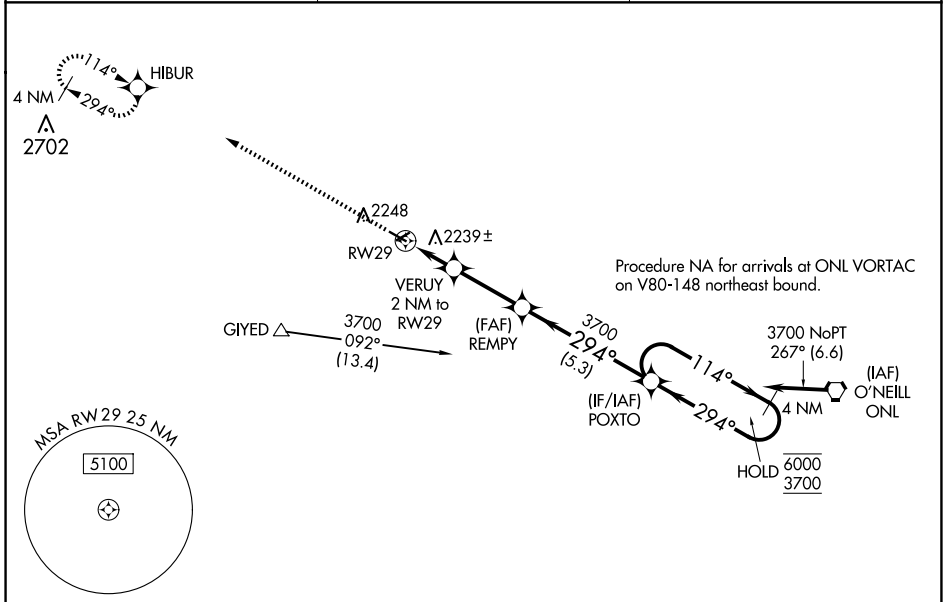 114°
HIBUR
4 NM
294°
2702
2248
RW29
2239±
VERUY
2 NM to
RW29
Procedure NA for arrivals at ONL VORTAC
on V80-148 northeast bound.
GIYED
3700
092°
(13.4)
(FAF)
REMPY
3700
294°
(5.3)
3700 NoPT
267° (6.6)
(IAF)
O'NEILL
ONL
114°
4 NM
(IF/IAF)
POXTO
294°
HOLD
6000
3700
MSA RW 29 25 NM
5100